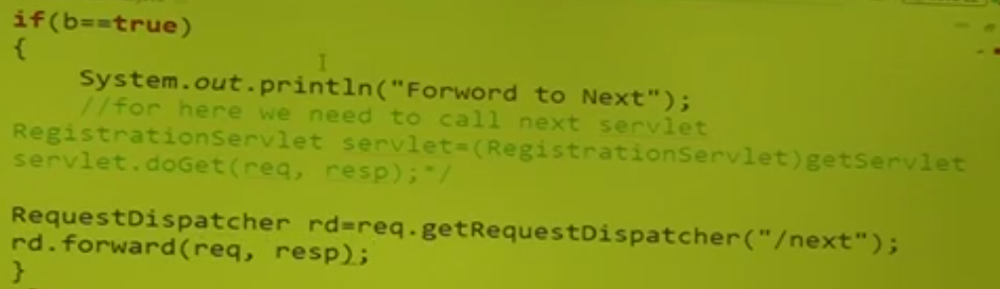 if(b==true)
{
System.out.println("Forword to Next");
//for here we need to call next servlet
RegistrationServlet servlet=(RegistrationServlet)getServlet
servlet.doGet(req, resp);*/
RequestDispatcher rd=req.getRequestDispatcher("/next");
rd.forward(req, resp);
}